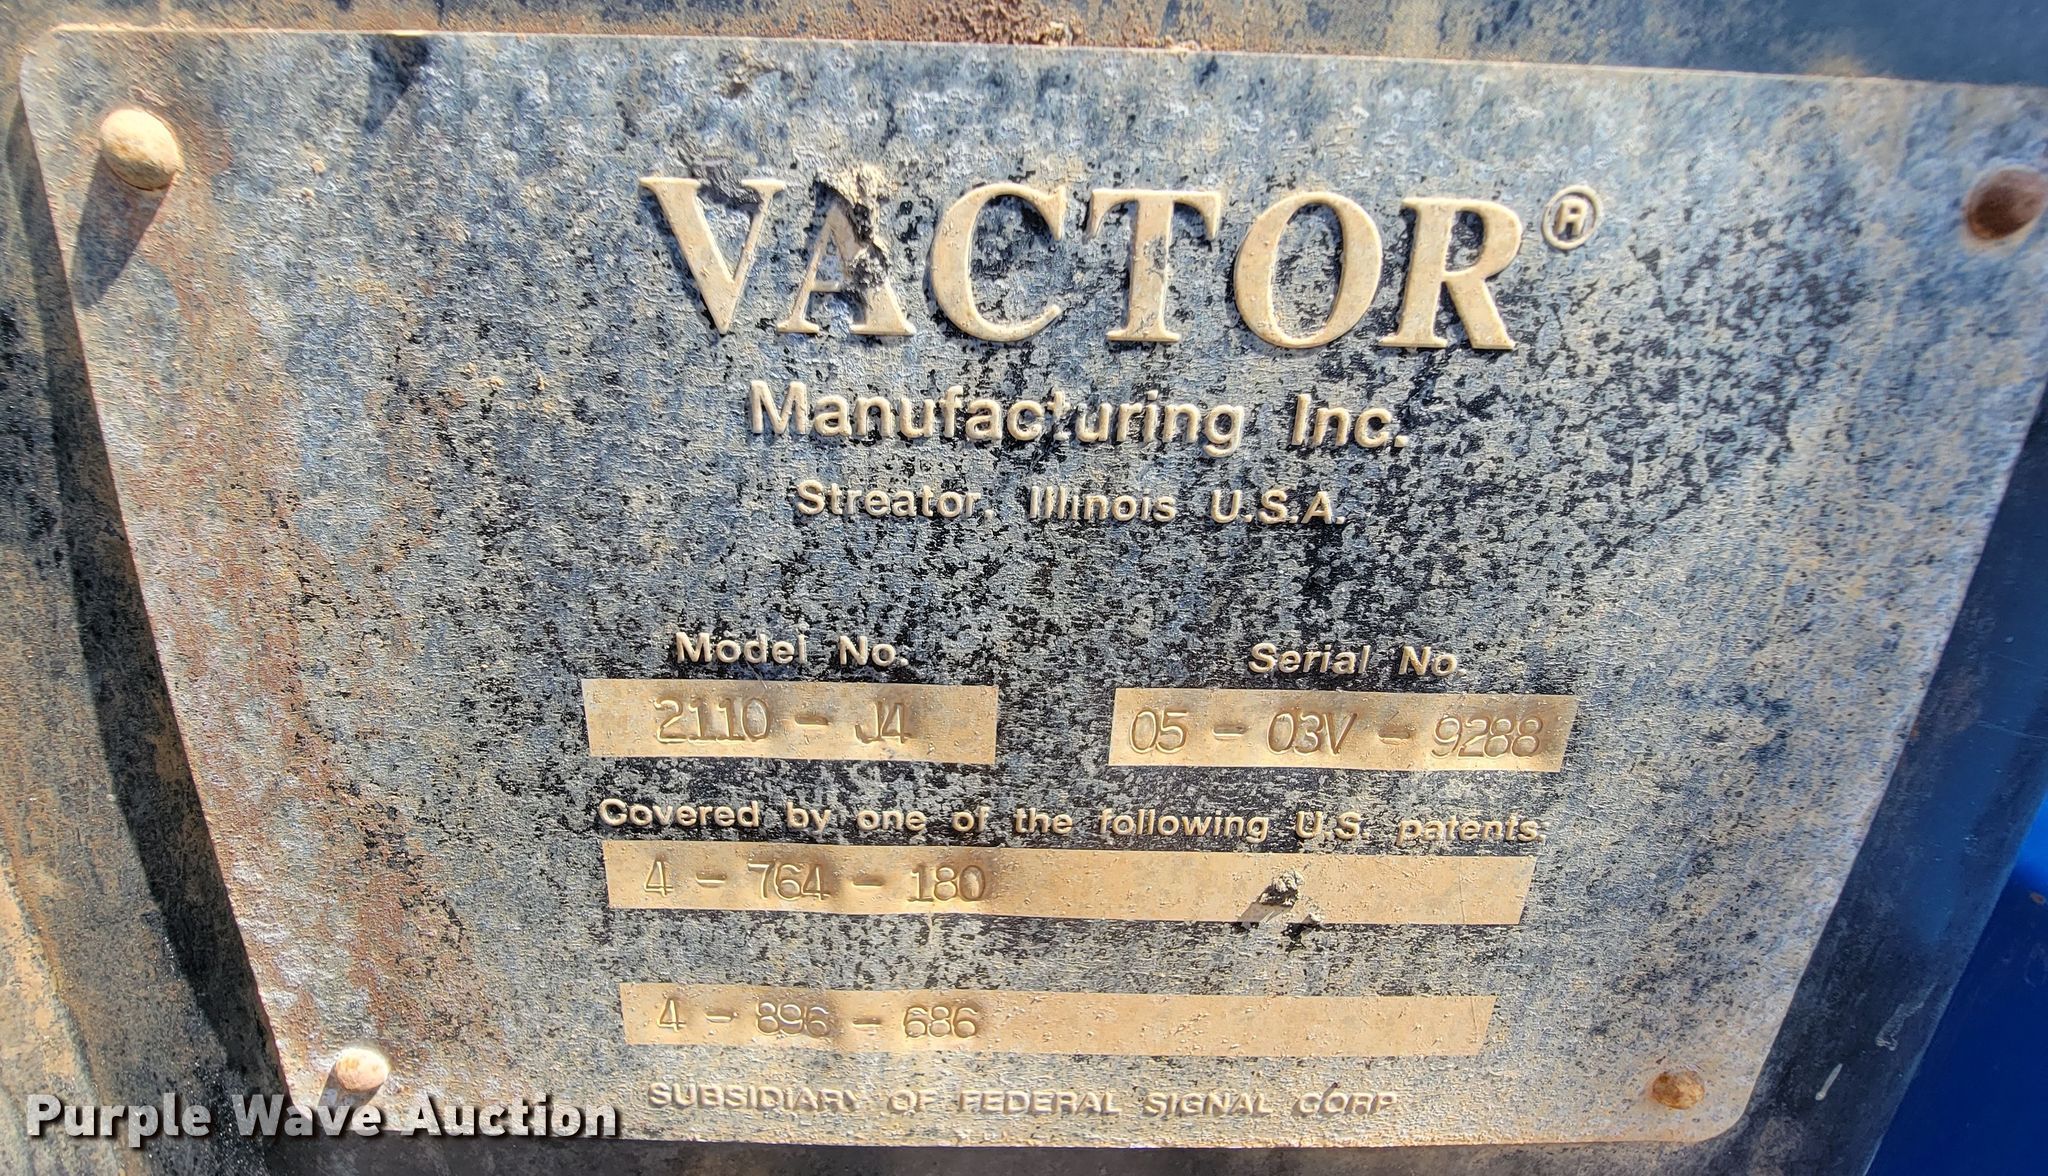 VACTOR®
Manufacturing Inc.
Streator, Illinois U.S.A.
Model No. Serial No.
2110 - J4 05 - 03V - 9288
Covered by one of the following U.S. patents:
4 - 764 - 180
4 - 896 - 686
SUBSIDIARY OF FEDERAL SIGNAL CORP.
Purple Wave Auction